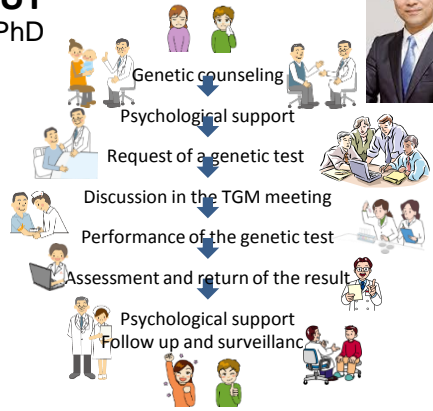 PhD
Genetic counseling
Psychological support
Request of a genetic test
Discussion in the TGM meeting
Performance of the genetic test
Assessment and return of the result
Psychological support
Follow up and surveillanc